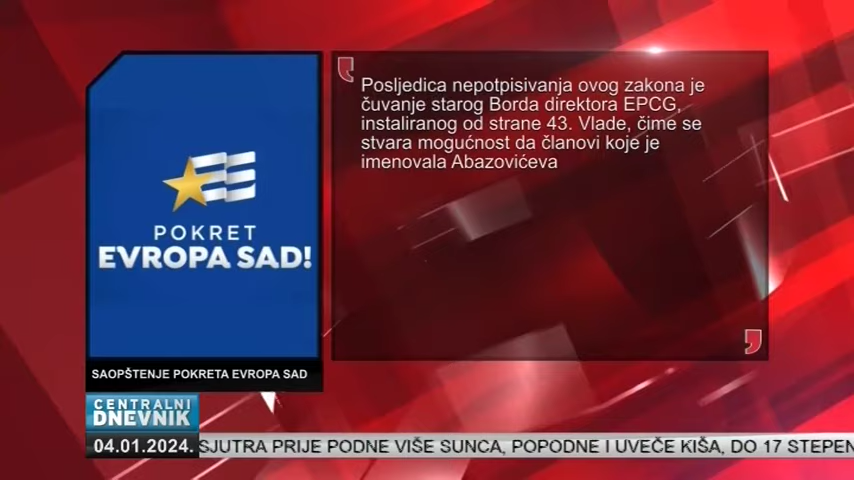 Posljedica nepotpisivanja ovog zakona je
čuvanje starog Borda direktora EPCG,
instaliranog od strane 43. Vlade, čime se
stvara mogućnost da članovi koje je
imenovala Abazovićeva
POKRET
EVROPA SAD!
SAOPŠTENJE POKRETA EVROPA SAD
CENTRALNI
DNEVNIK
04.01.2024. SJUTRA PRIJE PODNE VIŠE SUNCA, POPODNE I UVEČE KIŠA, DO 17 STEPEN